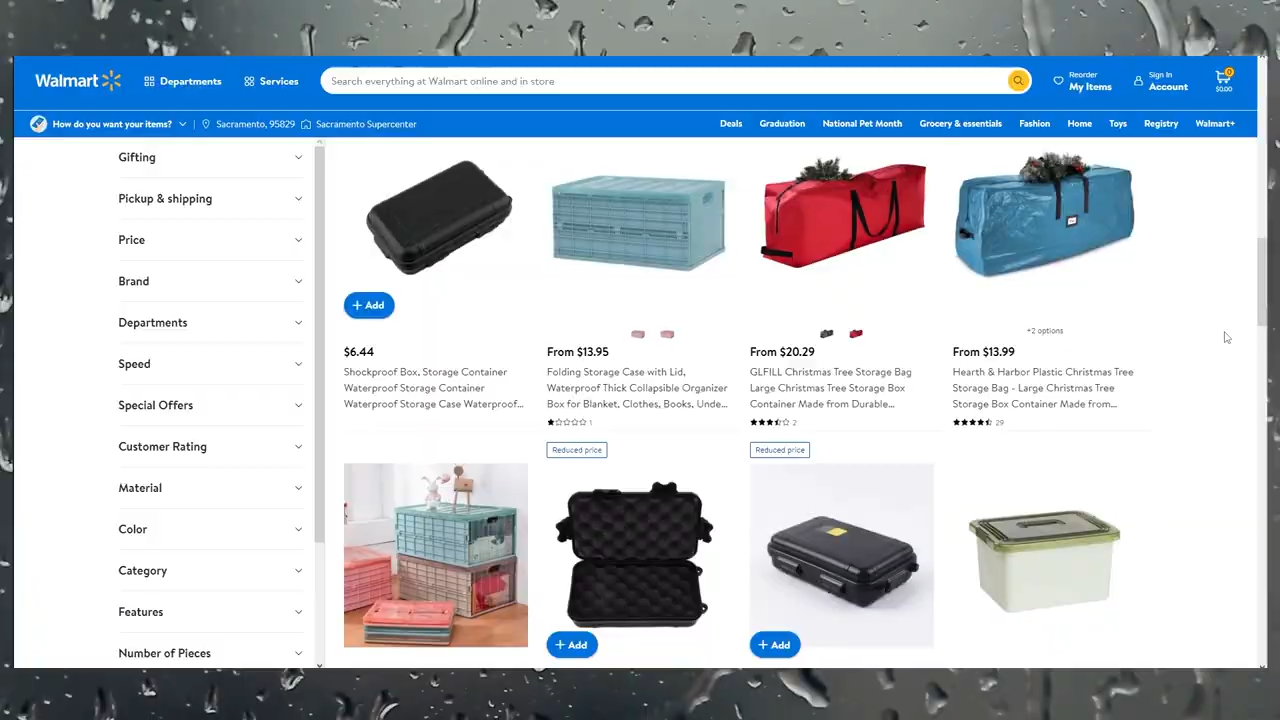 Walmart
Departments
Services
Search everything at Walmart online and in store
Reorder
My Items
Sign In
Account
0
$0.00
How do you want your items?
Sacramento, 95829
Sacramento Supercenter
Deals
Graduation
National Pet Month
Grocery & essentials
Fashion
Home
Toys
Registry
Walmart+
Gifting
Pickup & shipping
Price
Brand
Departments
Speed
Special Offers
Customer Rating
Material
Color
Category
Features
Number of Pieces
+ Add
$6.44
Shockproof Box, Storage Container
Waterproof Storage Container
Waterproof Storage Case Waterproof...
From $13.95
Folding Storage Case with Lid,
Waterproof Thick Collapsible Organizer
Box for Blanket, Clothes, Books, Unde...
1
From $20.29
GLFILL Christmas Tree Storage Bag
Large Christmas Tree Storage Box
Container Made from Durable...
2
+2 options
From $13.99
Hearth & Harbor Plastic Christmas Tree
Storage Bag - Large Christmas Tree
Storage Box Container Made from...
29
Reduced price
Reduced price
+ Add
+ Add